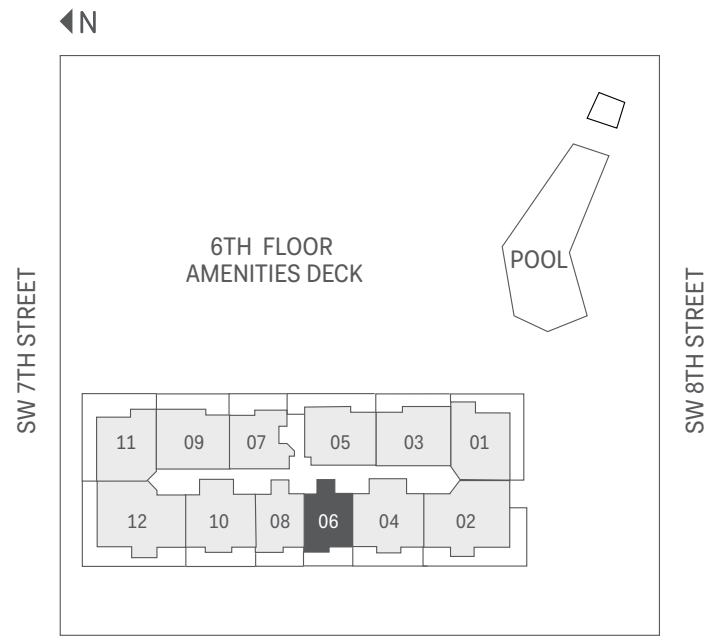 N
6TH FLOOR
AMENITIES DECK
POOL
SW 7TH STREET
SW 8TH STREET
11 09 07 05 03 01
12 10 08 06 04 02